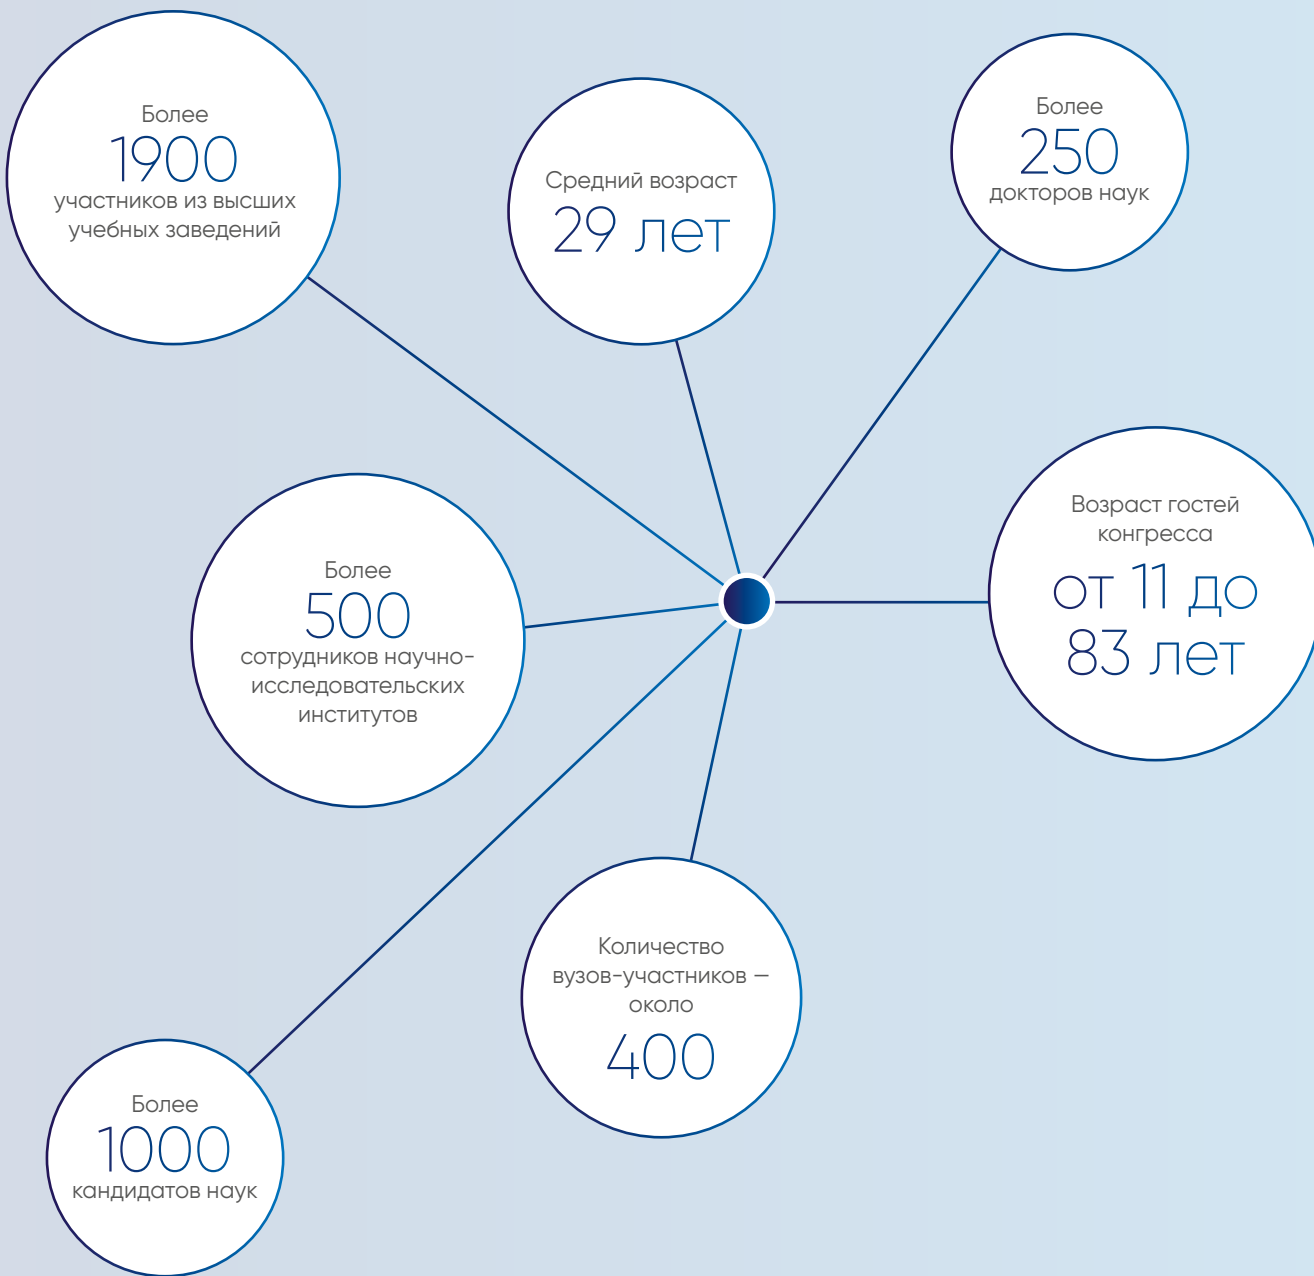 Более
1900
участников из высших
учебных заведений
Средний возраст
29 лет
Более
250
докторов наук
Возраст гостей
конгресса
от 11 до
83 лет
Более
500
сотрудников научно-
исследовательских
институтов
Количество
вузов-участников —
около
400
Более
1000
кандидатов наук